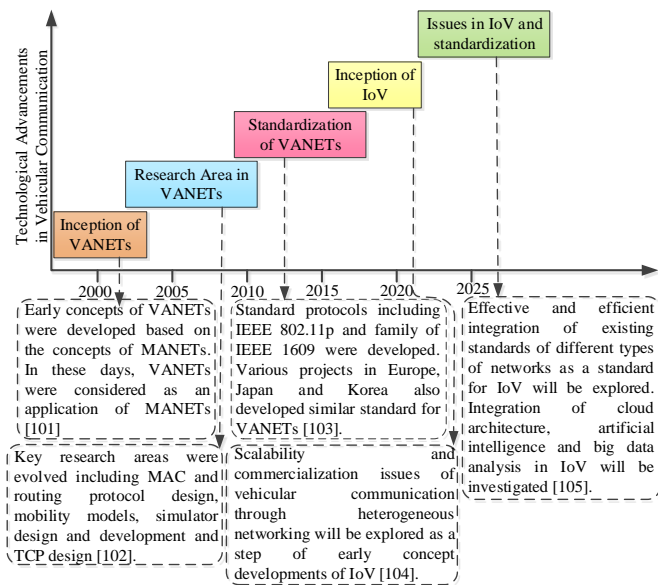 Technological Advancements
in Vehicular Communication
Issues in IoV and
standardization
Inception of
IoV
Standardization
of VANETs
Research Area in
VANETs
Inception of
VANETs
2000
2005
2010
2015
2020
2025
Early concepts of VANETs
were developed based on
the concepts of MANETs.
In these days, VANETs
were considered as an
application of MANETs
[101]
Standard protocols including
IEEE 802.11p and family of
IEEE 1609 were developed.
Various projects in Europe,
Japan and Korea also
developed similar standard for
VANETs [103].
Effective and efficient
integration of existing
standards of different types
of networks as a standard
for IoV will be explored.
Integration of cloud
architecture, artificial
intelligence and big data
analysis in IoV will be
investigated [105].
Key research areas were
evolved including MAC and
routing protocol design,
mobility models, simulator
design and development and
TCP design [102].
Scalability and
commercialization issues of
vehicular communication
through heterogeneous
networking will be explored as a
step of early concept
developments of IoV [104].